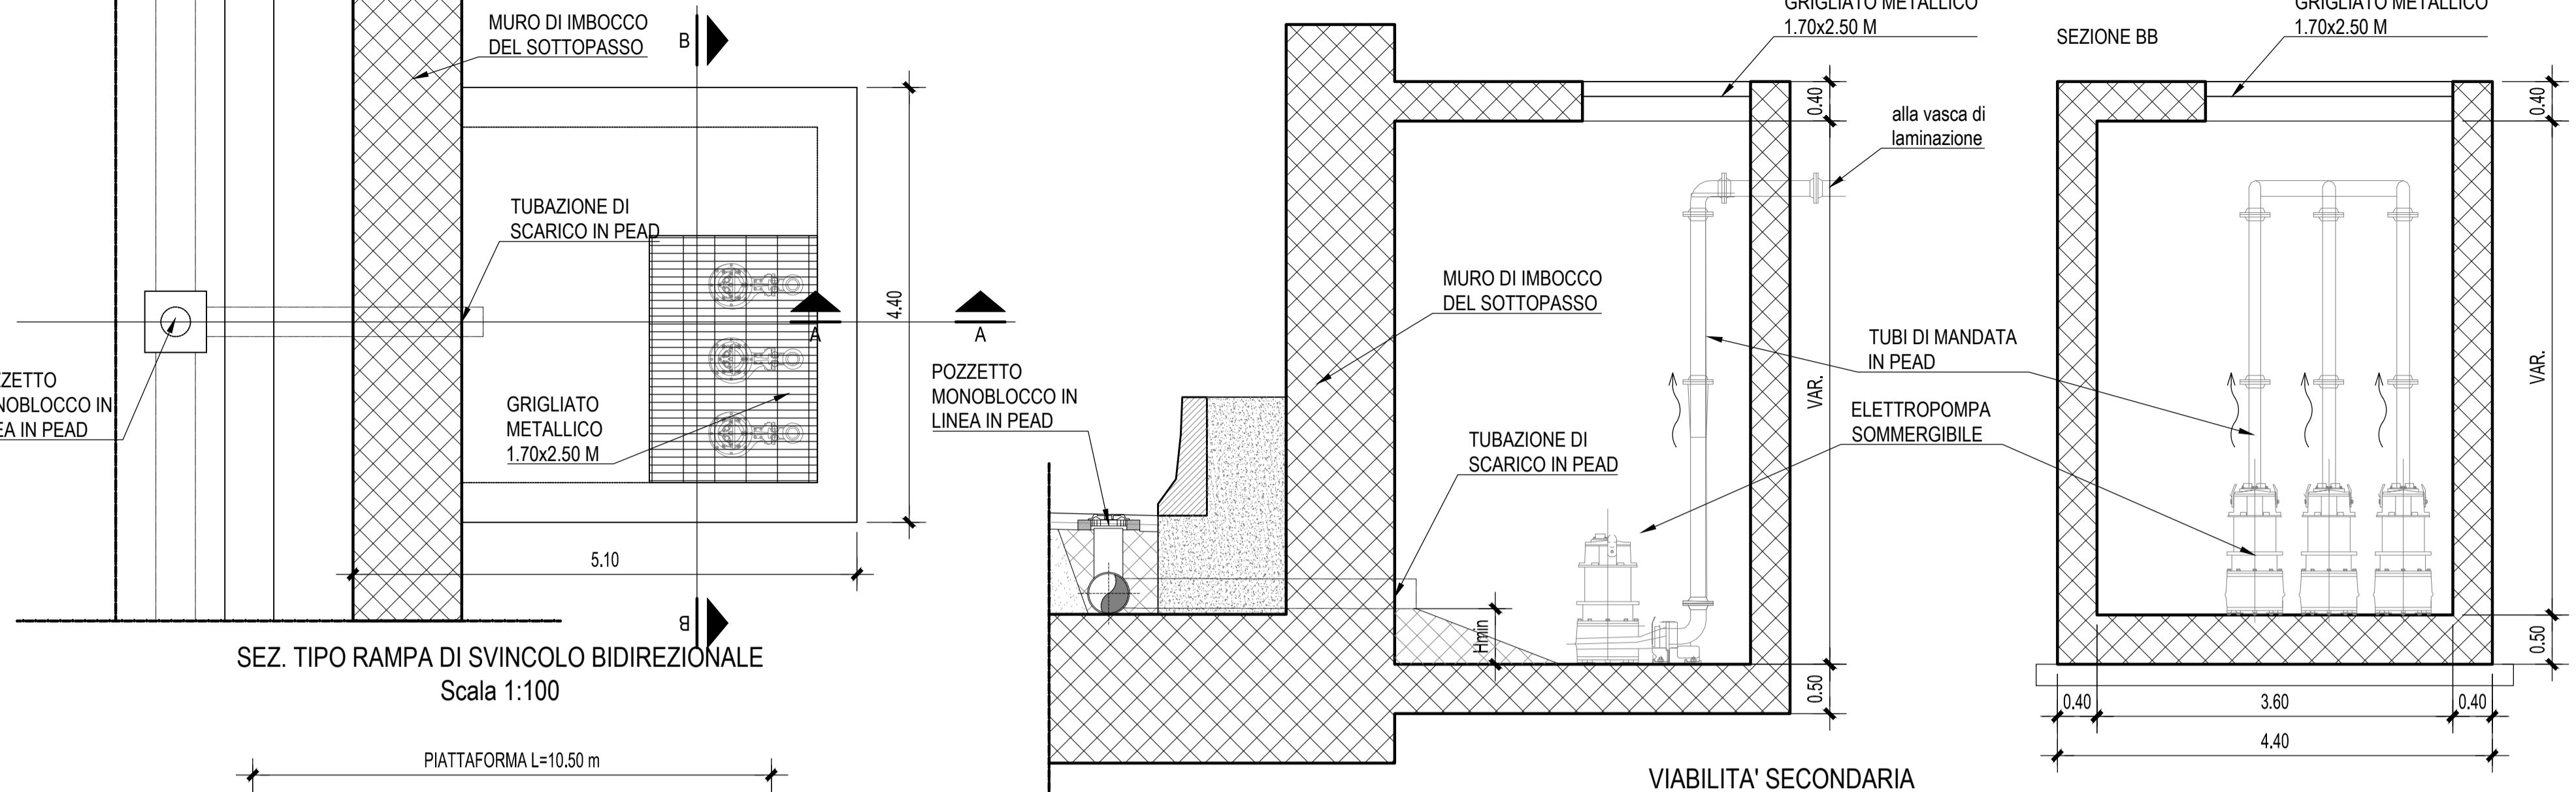 MURO DI IMBOCCO
DEL SOTTOPASSO
B
TUBAZIONE DI
SCARICO IN PEAD
4.40
A
A
IN PEAD
GRIGLIATO
METALLICO
1.70x2.50 M
5.10
B
SEZ. TIPO RAMPA DI SVINCOLO BIDIREZIONALE
Scala 1:100
PIATTAFORMA L=10.50 m
GRIGLIATO METALLICO
1.70x2.50 M
0.40
alla vasca di
laminazione
MURO DI IMBOCCO
DEL SOTTOPASSO
POZZETTO
MONOBLOCCO IN
LINEA IN PEAD
TUBAZIONE DI
SCARICO IN PEAD
VAR.
TUBI DI MANDATA
IN PEAD
ELETTROPOMPA
SOMMERGIBILE
Hmin
0.50
VIABILITA' SECONDARIA
SEZIONE BB
GRIGLIATO METALLICO
1.70x2.50 M
0.40
VAR.
0.50
0.40
3.60
0.40
4.40